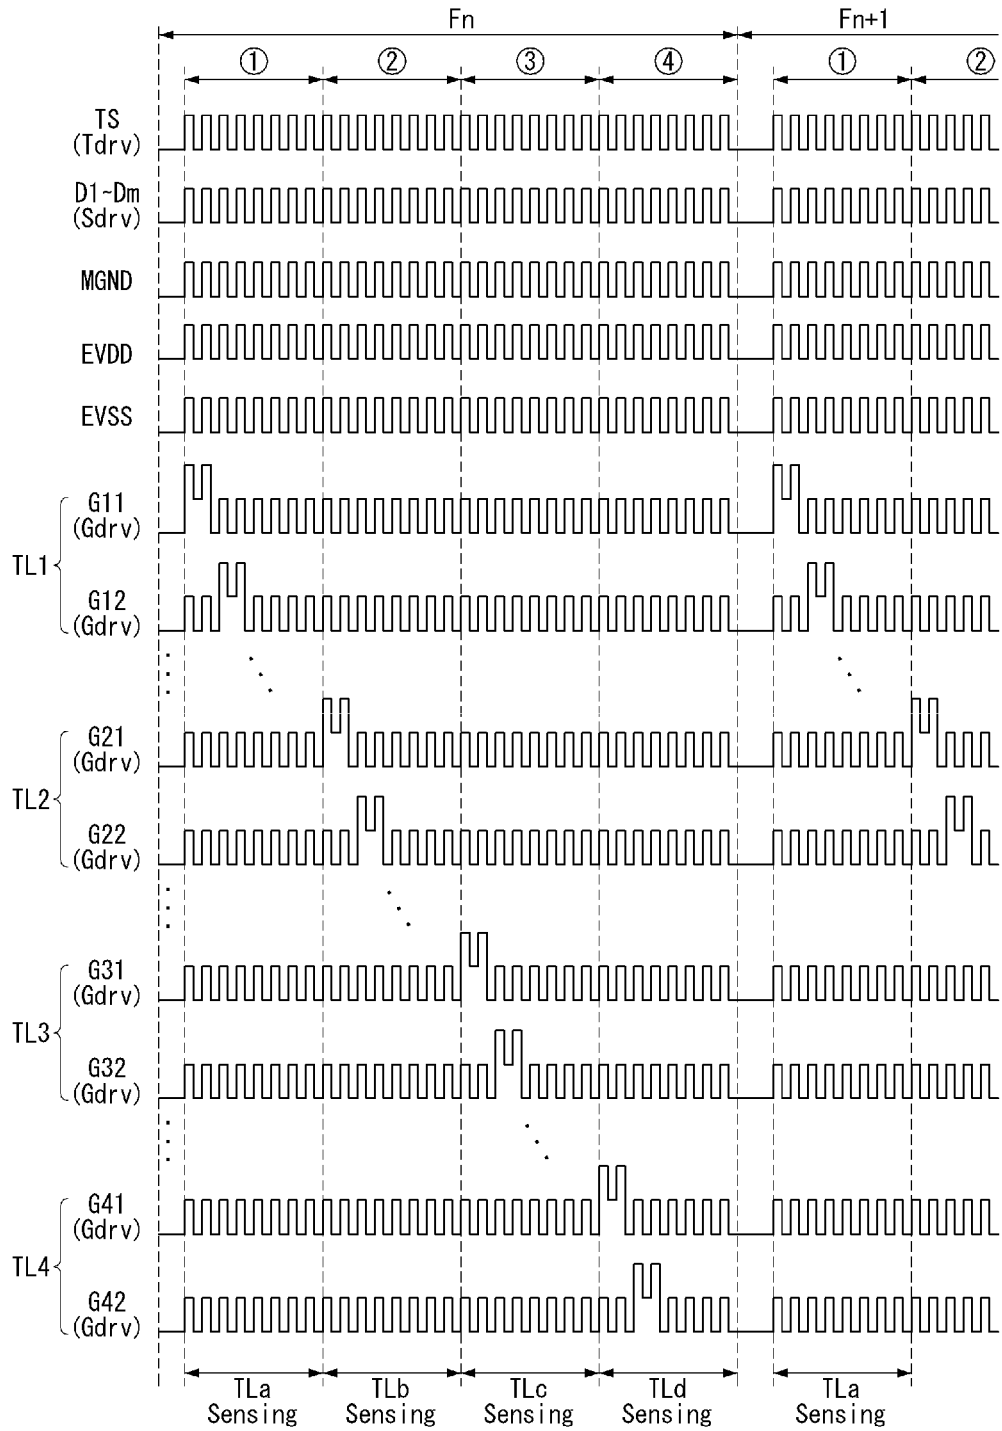 Fn Fn+1
① ② ③ ④ ① ②
TS
(Tdrv)
D1~Dm
(Sdrv)
MGND
EVDD
EVSS
TL1
G11
(Gdrv)
G12
(Gdrv)
TL2
G21
(Gdrv)
G22
(Gdrv)
TL3
G31
(Gdrv)
G32
(Gdrv)
TL4
G41
(Gdrv)
G42
(Gdrv)
TLa TLb TLc TLd TLa
Sensing Sensing Sensing Sensing Sensing